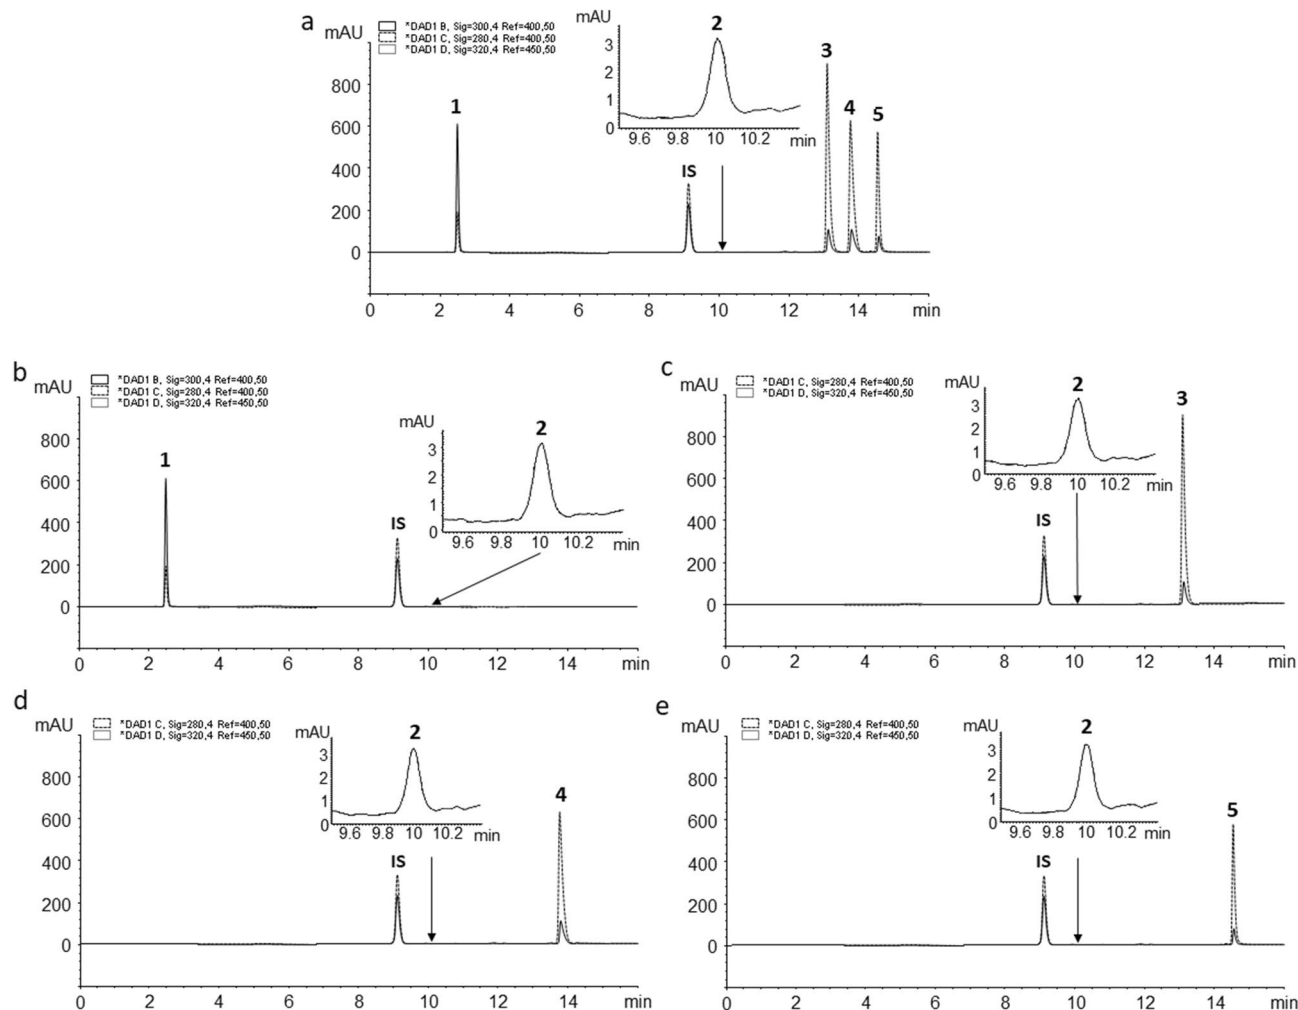 a
mAU
*DAD1 B, Sig=300,4 Ref=400,50
*DAD1 C, Sig=280,4 Ref=400,50
*DAD1 D, Sig=320,4 Ref=450,50
800
600
400
200
0
0 2 4 6 8 10 12 14 min
1
IS
3
4
5
mAU
2
3
2
1
0
9.6 9.8 10 10.2 min
b
mAU
*DAD1 B, Sig=300,4 Ref=400,50
*DAD1 C, Sig=280,4 Ref=400,50
*DAD1 D, Sig=320,4 Ref=450,50
800
600
400
200
0
0 2 4 6 8 10 12 14 min
1
IS
mAU
2
3
2
1
0
9.6 9.8 10 10.2 min
c
mAU
*DAD1 C, Sig=280,4 Ref=400,50
*DAD1 D, Sig=320,4 Ref=450,50
800
600
400
200
0
0 2 4 6 8 10 12 14 min
IS
3
mAU
2
3
2
1
0
9.6 9.8 10 10.2 min
d
mAU
*DAD1 C, Sig=280,4 Ref=400,50
*DAD1 D, Sig=320,4 Ref=450,50
800
600
400
200
0
0 2 4 6 8 10 12 14 min
IS
4
mAU
2
3
2
1
0
9.6 9.8 10 10.2 min
e
mAU
*DAD1 C, Sig=280,4 Ref=400,50
*DAD1 D, Sig=320,4 Ref=450,50
800
600
400
200
0
0 2 4 6 8 10 12 14 min
IS
5
mAU
2
3
2
1
0
9.6 9.8 10 10.2 min